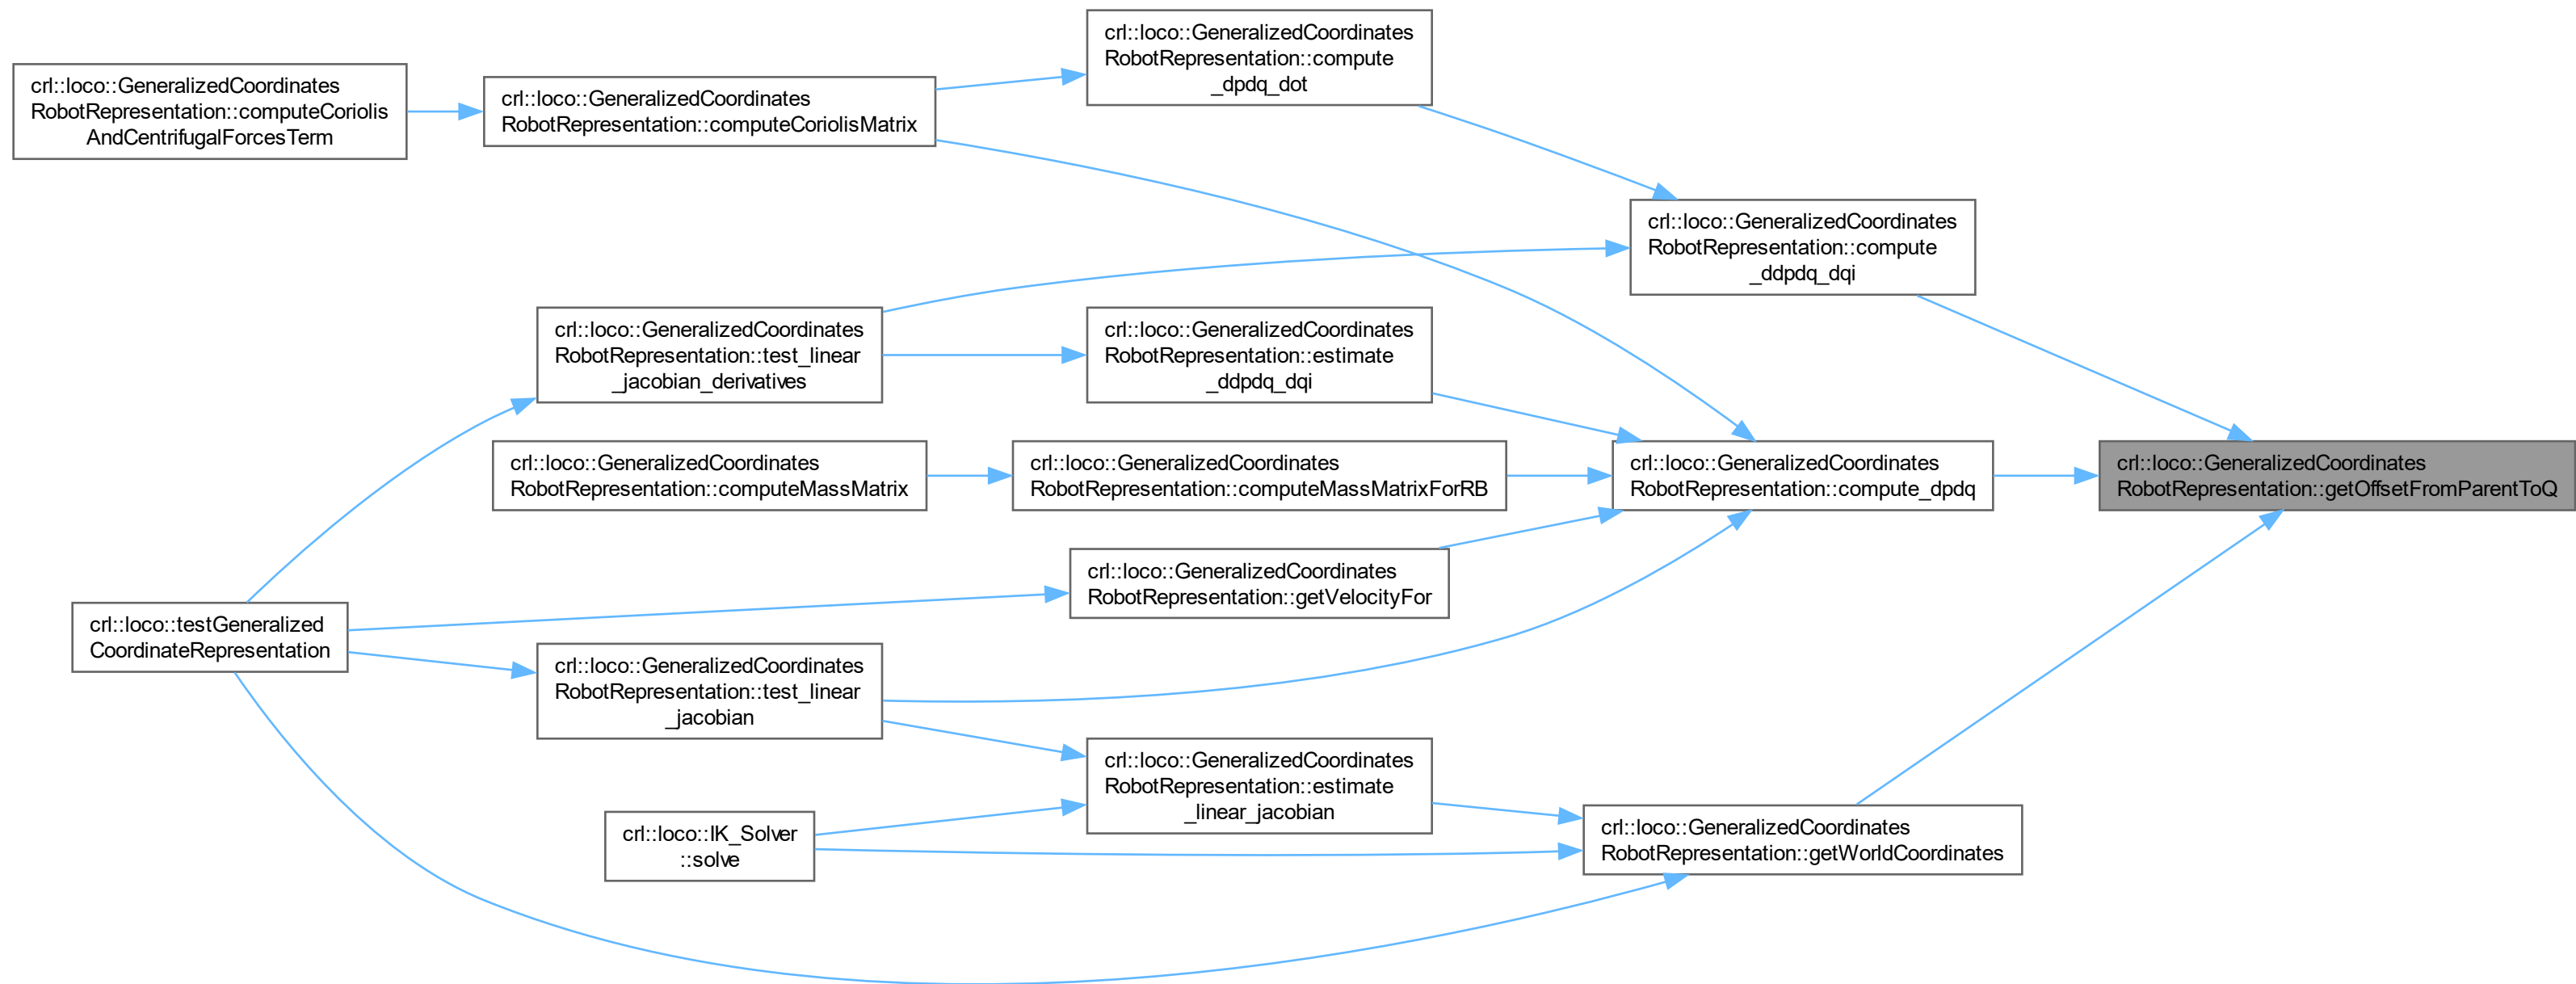 crl::loco::GeneralizedCoordinates
RobotRepresentation::computeCoriolis
AndCentrifugalForcesTerm
crl::loco::GeneralizedCoordinates
RobotRepresentation::computeCoriolisMatrix
crl::loco::GeneralizedCoordinates
RobotRepresentation::compute
_dpdq_dot
crl::loco::GeneralizedCoordinates
RobotRepresentation::compute
_ddpdq_dqi
crl::loco::GeneralizedCoordinates
RobotRepresentation::test_linear
_jacobian_derivatives
crl::loco::GeneralizedCoordinates
RobotRepresentation::estimate
_ddpdq_dqi
crl::loco::GeneralizedCoordinates
RobotRepresentation::computeMassMatrix
crl::loco::GeneralizedCoordinates
RobotRepresentation::computeMassMatrixForRB
crl::loco::GeneralizedCoordinates
RobotRepresentation::compute_dpdq
crl::loco::GeneralizedCoordinates
RobotRepresentation::getOffsetFromParentToQ
crl::loco::GeneralizedCoordinates
RobotRepresentation::getVelocityFor
crl::loco::testGeneralized
CoordinateRepresentation
crl::loco::GeneralizedCoordinates
RobotRepresentation::test_linear
_jacobian
crl::loco::GeneralizedCoordinates
RobotRepresentation::estimate
_linear_jacobian
crl::loco::IK_Solver
::solve
crl::loco::GeneralizedCoordinates
RobotRepresentation::getWorldCoordinates